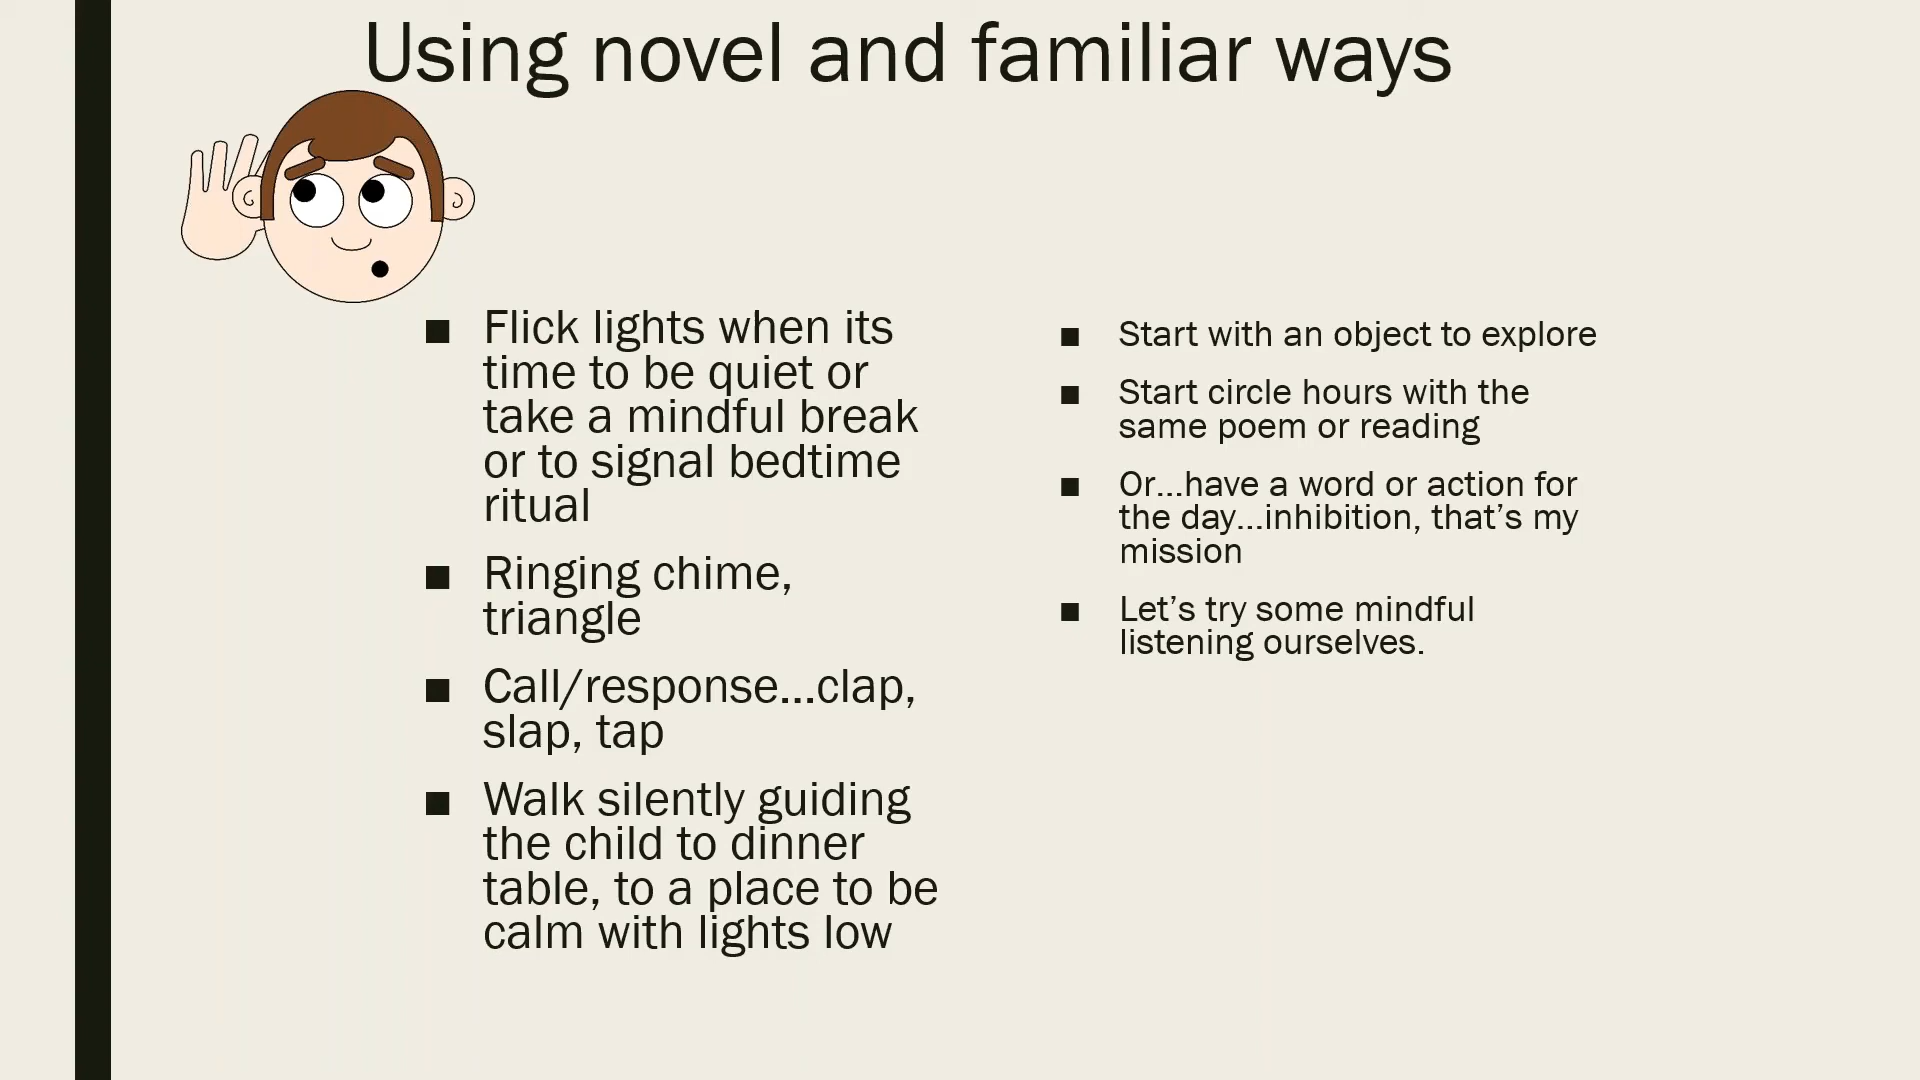 Using novel and familiar ways
■ Flick lights when its
time to be quiet or
take a mindful break
or to signal bedtime
ritual
■ Ringing chime,
triangle
■ Call/response...clap,
slap, tap
■ Walk silently guiding
the child to dinner
table, to a place to be
calm with lights low
■ Start with an object to explore
■ Start circle hours with the
same poem or reading
■ Or...have a word or action for
the day...inhibition, that’s my
mission
■ Let’s try some mindful
listening ourselves.